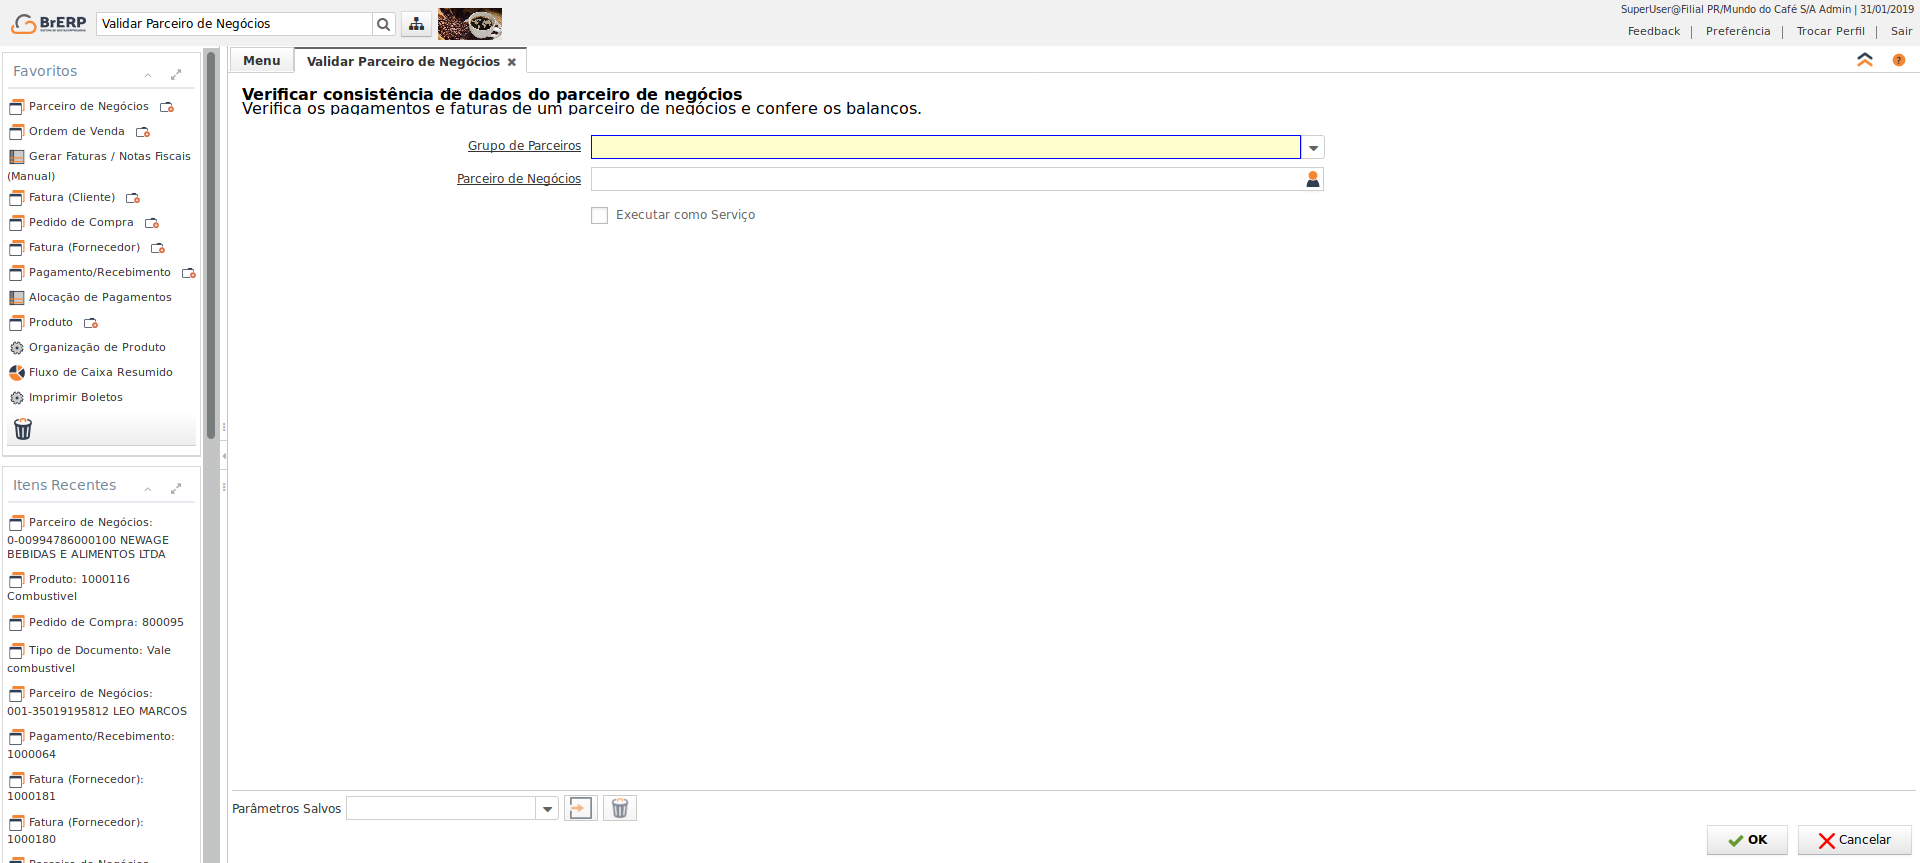 BrERP
Validar Parceiro de Negócios
SuperUser@Filial PR/Mundo do Café S/A Admin | 31/01/2019
Feedback | Preferência | Trocar Perfil | Sair
Favoritos
Parceiro de Negócios
Ordem de Venda
Gerar Faturas / Notas Fiscais
(Manual)
Fatura (Cliente)
Pedido de Compra
Fatura (Fornecedor)
Pagamento/Recebimento
Alocação de Pagamentos
Produto
Organização de Produto
Fluxo de Caixa Resumido
Imprimir Boletos
Itens Recentes
Parceiro de Negócios:
0-00994786000100 NEWAGE
BEBIDAS E ALIMENTOS LTDA
Produto: 1000116
Combustivel
Pedido de Compra: 800095
Tipo de Documento: Vale
combustivel
Parceiro de Negócios:
001-35019195812 LEO MARCOS
Pagamento/Recebimento:
1000064
Fatura (Fornecedor):
1000181
Fatura (Fornecedor):
1000180
Parceiro de Negócios
Menu
Validar Parceiro de Negócios
Verificar consistência de dados do parceiro de negócios
Verifica os pagamentos e faturas de um parceiro de negócios e confere os balanços.
Grupo de Parceiros
Parceiro de Negócios
Executar como Serviço
Parâmetros Salvos
OK
Cancelar